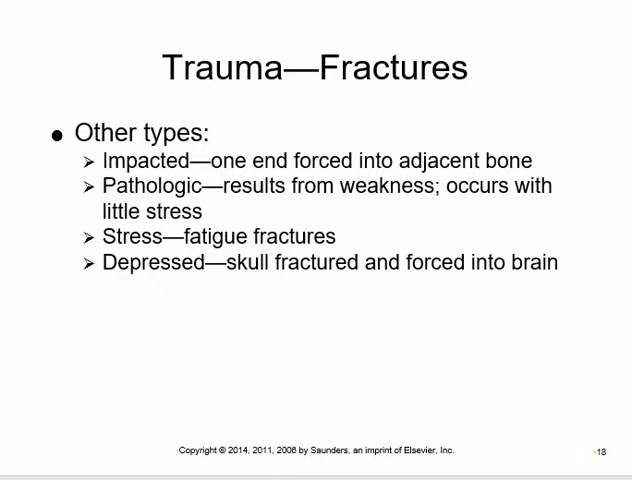 Trauma—Fractures
● Other types:
➢ Impacted—one end forced into adjacent bone
➢ Pathologic—results from weakness; occurs with
little stress
➢ Stress—fatigue fractures
➢ Depressed—skull fractured and forced into brain
Copyright © 2014, 2011, 2006 by Saunders, an imprint of Elsevier, Inc.
18